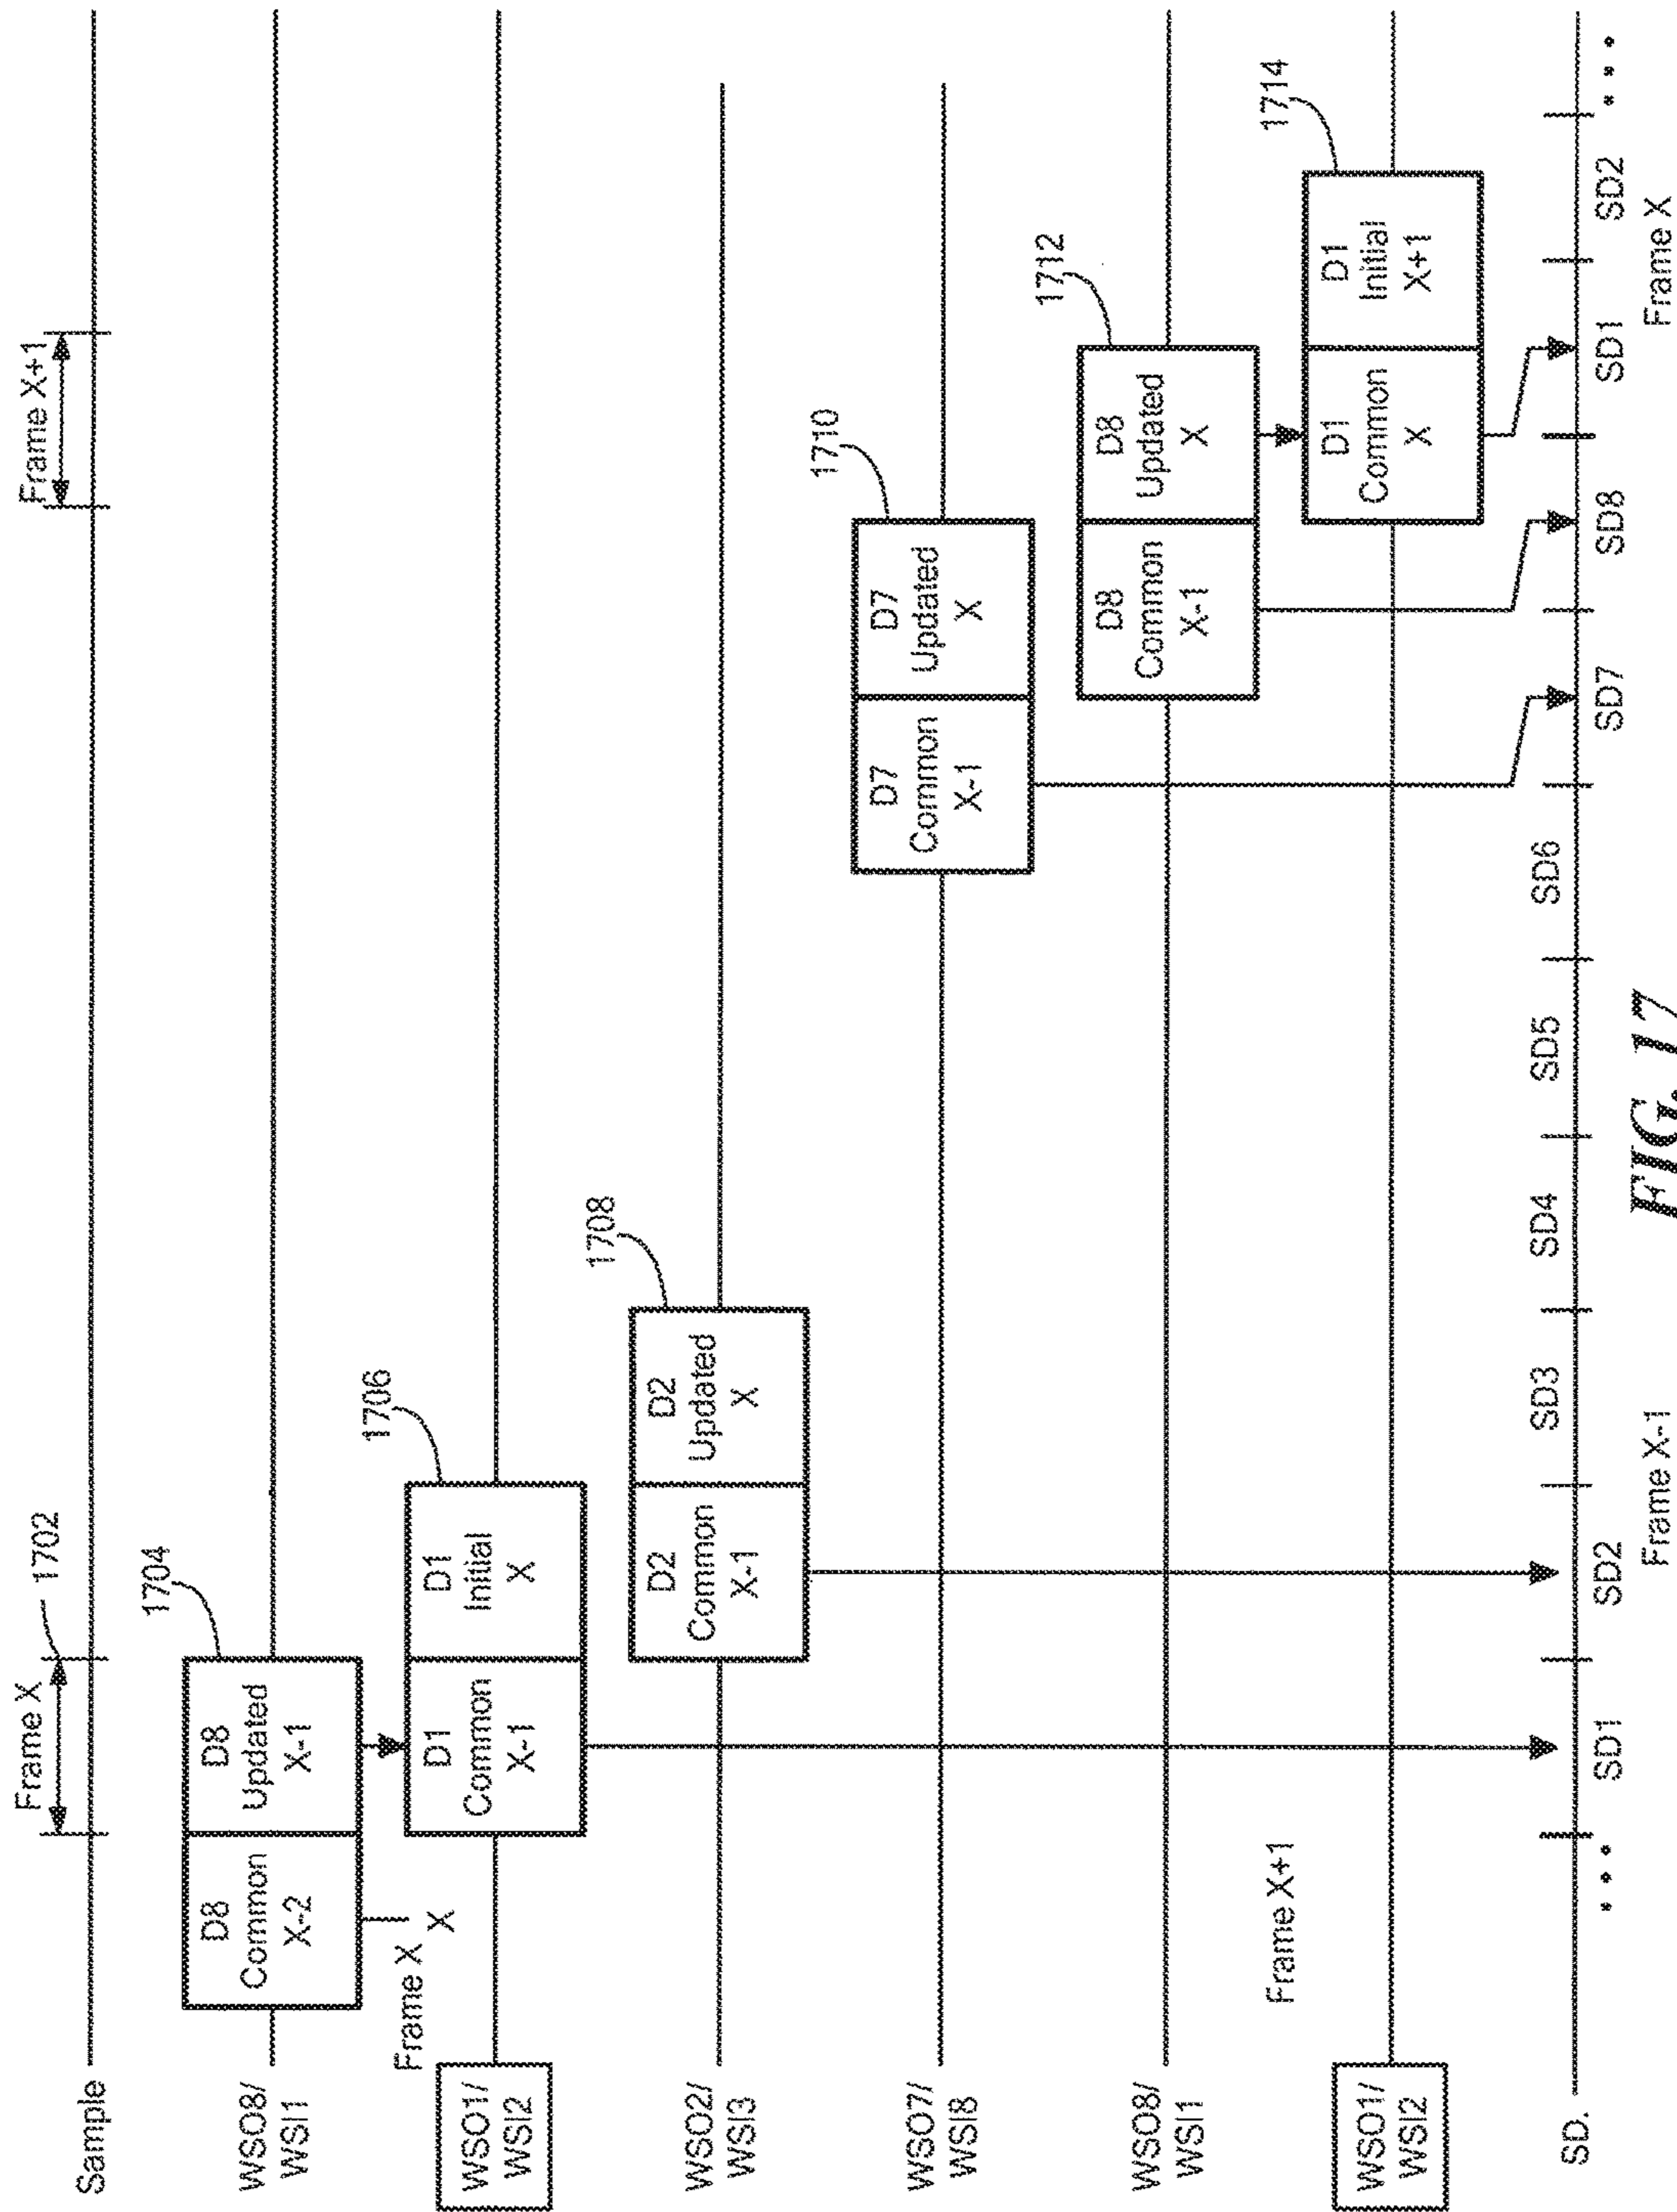 Frame X
1702
Frame X+1
Sample
WSO8/
WSI1
D8
Common
X-2
D8
Updated
X-1
1704
Frame X
X
WSO1/
WSI2
D1
Common
X-1
D1
Initial
X
1706
WSO2/
WSI3
D2
Common
X-1
D2
Updated
X
1708
WSO7/
WSI8
D7
Common
X-1
D7
Updated
X
1710
WSO8/
WSI1
D8
Common
X-1
D8
Updated
X
1712
Frame X+1
WSO1/
WSI2
D1
Common
X
D1
Initial
X+1
1714
SD.
• • •
SD1
SD2
SD3
SD4
SD5
SD6
SD7
SD8
SD1
SD2
• • •
Frame X-1
Frame X
FIG. 17